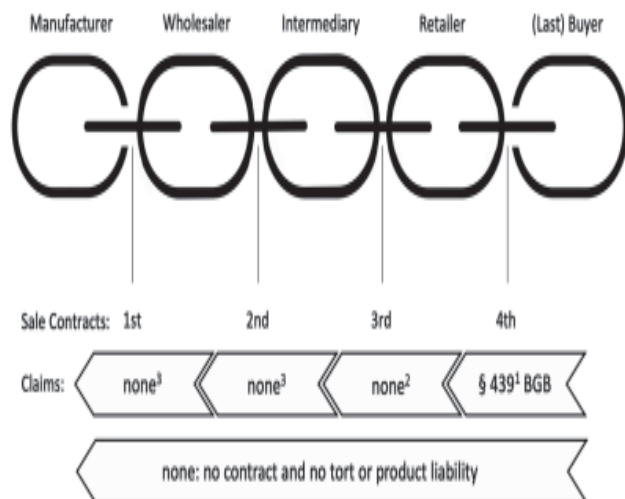 Manufacturer Wholesaler Intermediary Retailer (Last) Buyer
Sale Contracts: 1st 2nd 3rd 4th
Claims: none³ none³ none² § 439¹ BGB
none: no contract and no tort or product liability